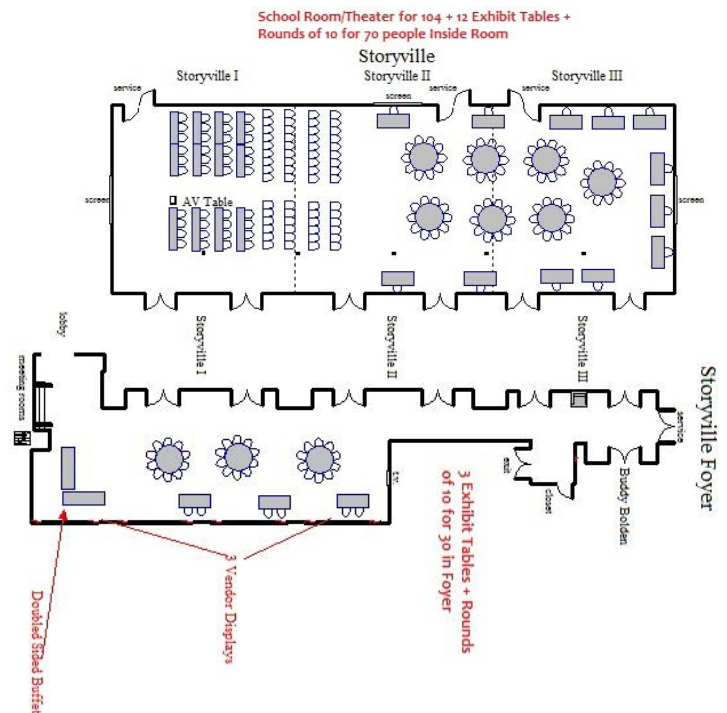 School Room/Theater for 104 + 12 Exhibit Tables +
Rounds of 10 for 70 people Inside Room
Storyville
Storyville I
Storyville II
Storyville III
service
screen
service
service
screen
AV Table
screen
lobby
Storyville I
Storyville II
Storyville III
meeting rooms
Storyville Foyer
service
t.v.
exit
closet
Buddy Bolden
3 Exhibit Tables + Rounds
of 10 for 30 in Foyer
3 Vendor Displays
Doubled Sided Buffet